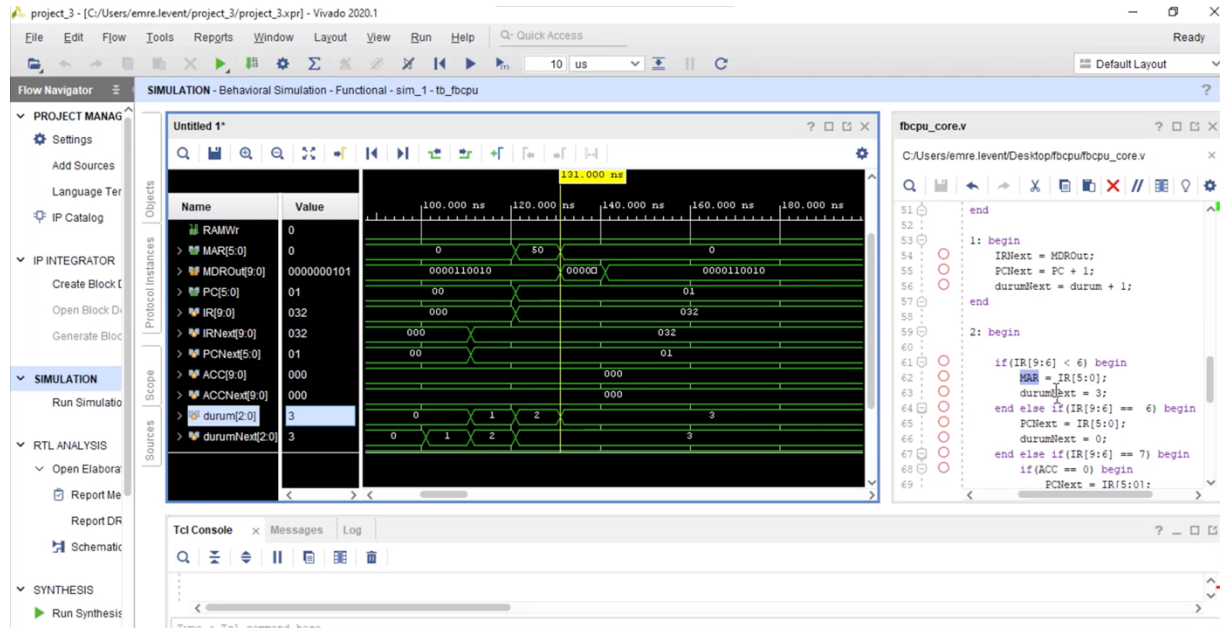 project_3 - [C:/Users/emre.levent/project_3/project_3.xpr] - Vivado 2020.1
File Edit Flow Tools Reports Window Layout View Run Help Q- Quick Access Ready
10 us Default Layout
Flow Navigator SIMULATION - Behavioral Simulation - Functional - sim_1 - tb_fbcpu ?
PROJECT MANAG
Settings
Add Sources
Language Ter
IP Catalog
IP INTEGRATOR
Create Block D
Open Block D
Generate Bloc
SIMULATION
Run Simulatio
RTL ANALYSIS
Open Elabora
Report Me
Report DR
Schematic
SYNTHESIS
Run Synthesis
Objects
Protocol Instances
Scope
Sources
Untitled 1*
131.000 ns
Name Value 100.000 ns 120.000 ns 140.000 ns 160.000 ns 180.000 ns
RAMWr 0
MAR[5:0] 0 0 50 0
MDROut[9:0] 0000000101 0000110010 00000 0000110010
PC[5:0] 01 00 01
IR[9:0] 032 000 032
IRNext[9:0] 032 000 032
PCNext[5:0] 01 00 01
ACC[9:0] 000 000
ACCNext[9:0] 000 000
durum[2:0] 3 0 1 2 3
durumNext[2:0] 3 0 1 2 3
fbcpu_core.v
C:/Users/emre.levent/Desktop/fbcpu/fbcpu_core.v
51 end
52
53 1: begin
54 IRNext = MDROut;
55 PCNext = PC + 1;
56 durumNext = durum + 1;
57 end
58
59 2: begin
60
61 if(IR[9:6] < 6) begin
62 MAR = IR[5:0];
63 durumNext = 3;
64 end else if(IR[9:6] == 6) begin
65 PCNext = IR[5:0];
66 durumNext = 0;
67 end else if(IR[9:6] == 7) begin
68 if(ACC == 0) begin
69 PCNext = IR[5:0];
Tcl Console Messages Log
Type a Tcl command here